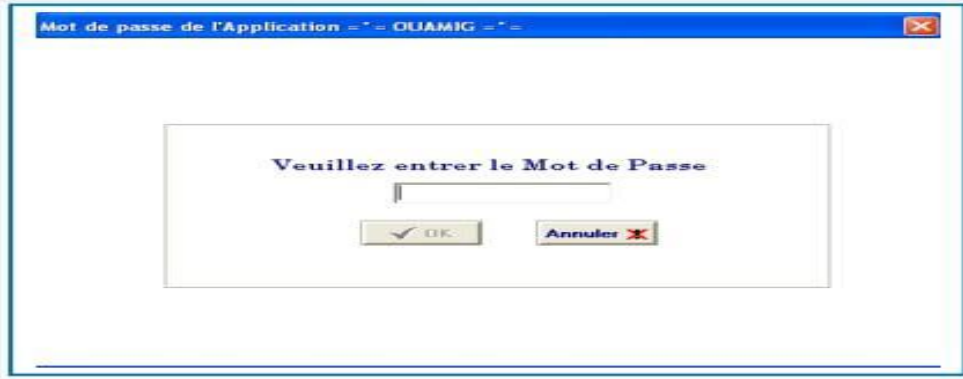 Mot de passe de l'Application ="= OUAMIG ="=
Veuillez entrer le Mot de Passe
OK
Annuler